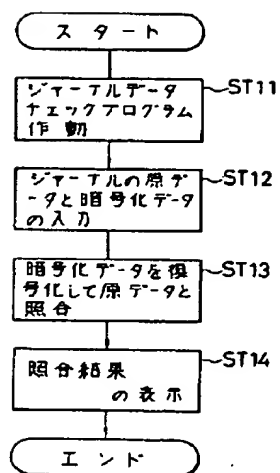 スタート
ジャーナルデータ
チェックプログラム
作動
ST11
ジャーナルの原デ
ータと暗号化データ
の入力
ST12
暗号化データを復
号化して原データと
照合
ST13
照合結果
の表示
ST14
エンド